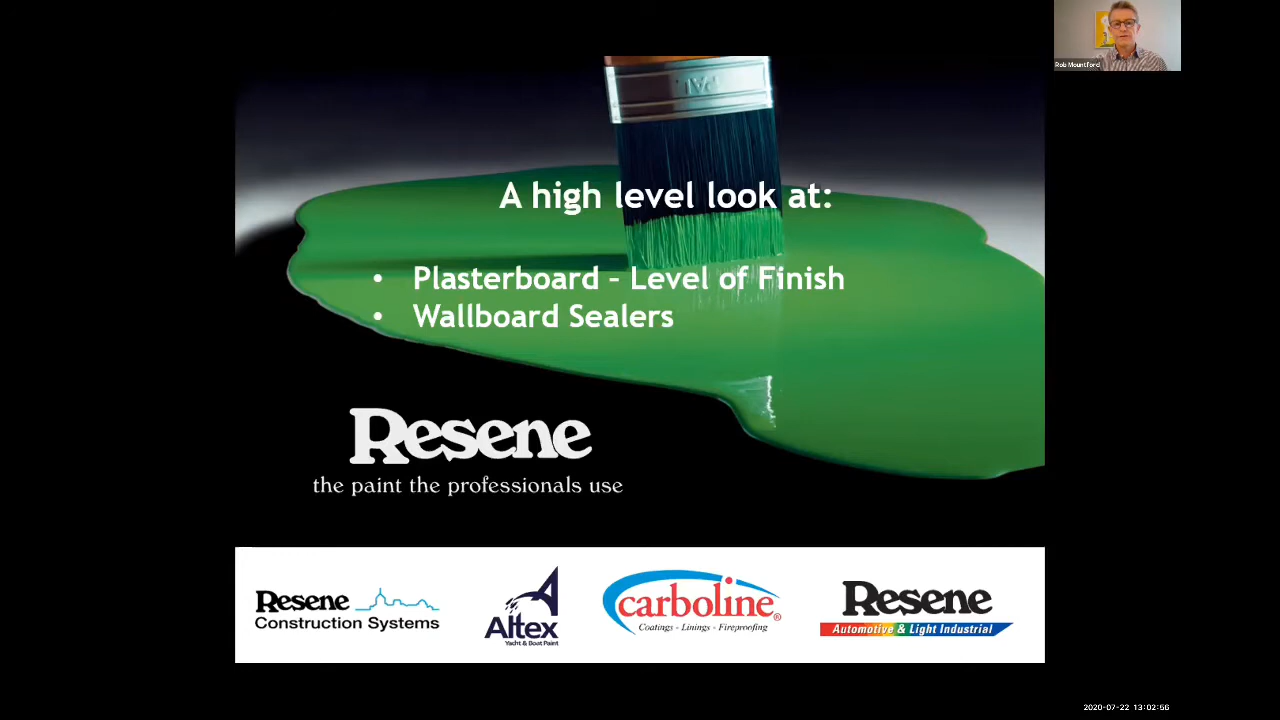 Rob Mountford
A high level look at:
• Plasterboard – Level of Finish
• Wallboard Sealers
Resene
the paint the professionals use
Resene
Construction Systems
Altex
Yacht & Boat Paint
carboline®
Coatings - Linings - Fireproofing
Resene
Automotive & Light Industrial
2020-07-22 13:02:56